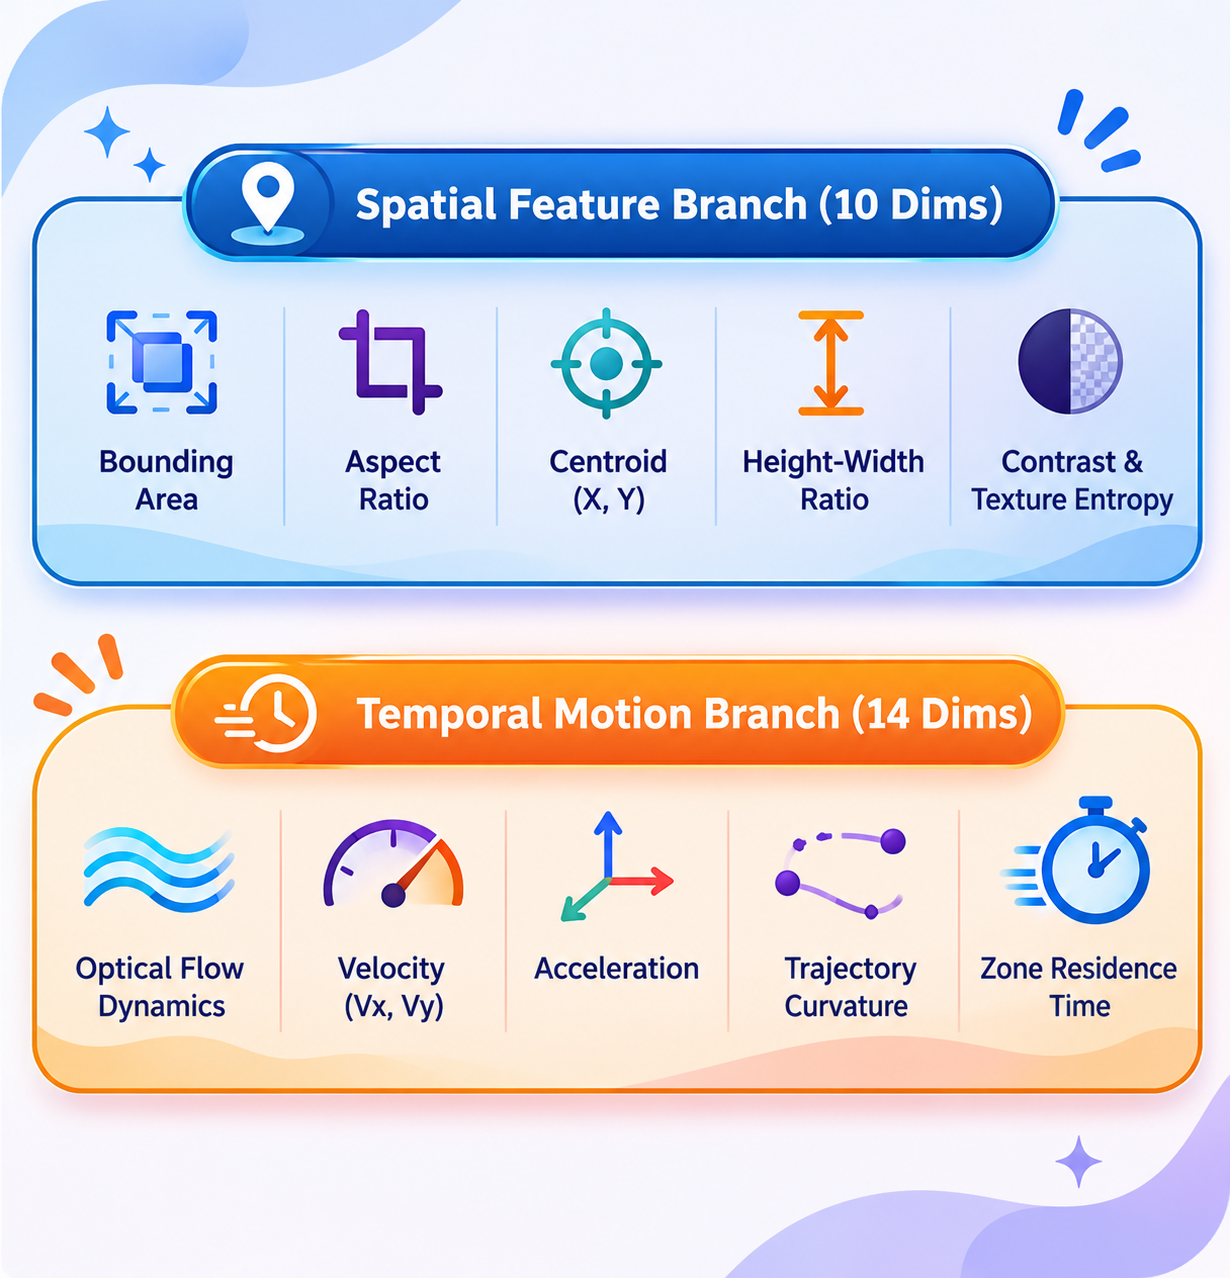 Spatial Feature Branch (10 Dims)
Bounding
Area
Aspect
Ratio
Centroid
(X, Y)
Height-Width
Ratio
Contrast &
Texture Entropy
Temporal Motion Branch (14 Dims)
Optical Flow
Dynamics
Velocity
(Vx, Vy)
Acceleration
Trajectory
Curvature
Zone Residence
Time